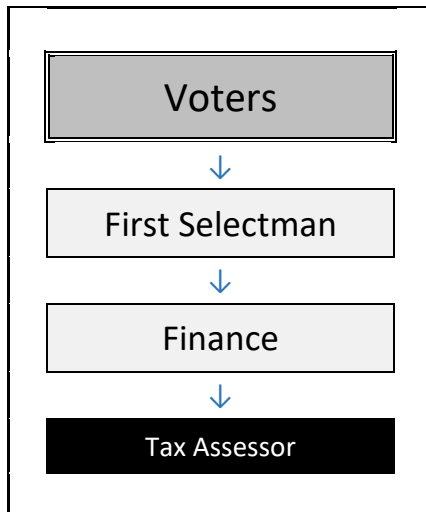 Voters
↓
First Selectman
↓
Finance
↓
Tax Assessor